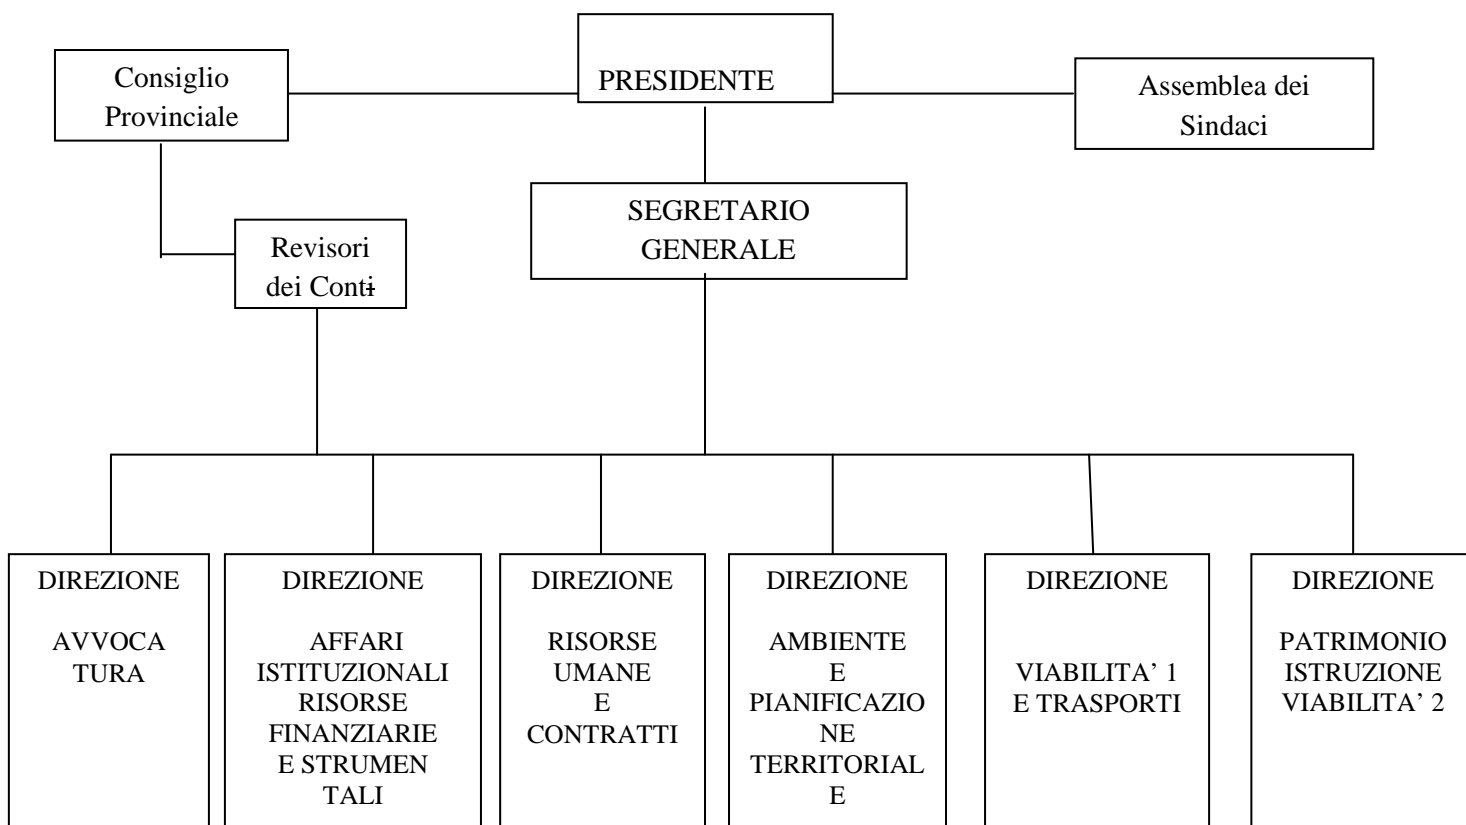 PRESIDENTE
Consiglio
Provinciale
Assemblea dei
Sindaci
SEGRETARIO
GENERALE
Revisori
dei Conti
DIREZIONE
AVVOCA
TURA
DIREZIONE
AFFARI
ISTITUZIONALI
RISORSE
FINANZIARIE
E STRUMEN
TALI
DIREZIONE
RISORSE
UMANE
E
CONTRATTI
DIREZIONE
AMBIENTE
E
PIANIFICAZIO
NE
TERRITORIAL
E
DIREZIONE
VIABILITA’ 1
E TRASPORTI
DIREZIONE
PATRIMONIO
ISTRUZIONE
VIABILITA’ 2